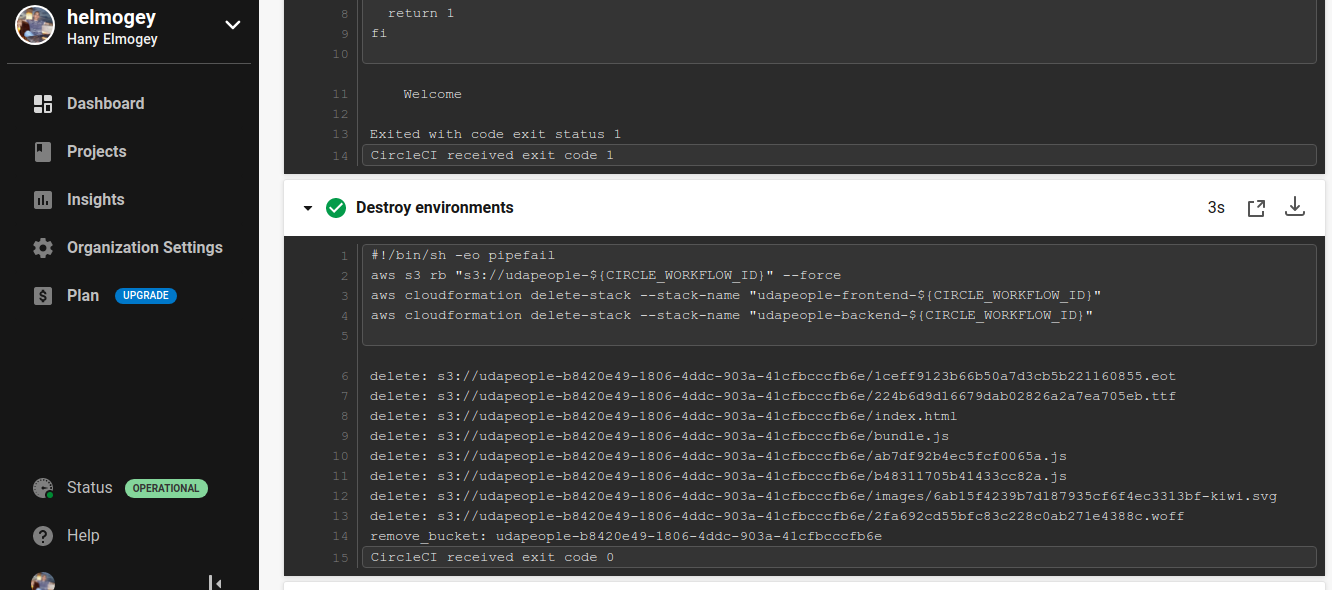 helmogey
Hany Elmogey
Dashboard
Projects
Insights
Organization Settings
Plan UPGRADE
Status OPERATIONAL
Help
8 return 1
9 fi
10
11 Welcome
12
13 Exited with code exit status 1
14 CircleCI received exit code 1
Destroy environments 3s
1 #!/bin/sh -eo pipefail
2 aws s3 rb "s3://udapeople-${CIRCLE_WORKFLOW_ID}" --force
3 aws cloudformation delete-stack --stack-name "udapeople-frontend-${CIRCLE_WORKFLOW_ID}"
4 aws cloudformation delete-stack --stack-name "udapeople-backend-${CIRCLE_WORKFLOW_ID}"
5
6 delete: s3://udapeople-b8420e49-1806-4ddc-903a-41cfbcccfb6e/1ceff9123b66b50a7d3cb5b221160855.eot
7 delete: s3://udapeople-b8420e49-1806-4ddc-903a-41cfbcccfb6e/224b6d9d16679dab02826a2a7ea705eb.ttf
8 delete: s3://udapeople-b8420e49-1806-4ddc-903a-41cfbcccfb6e/index.html
9 delete: s3://udapeople-b8420e49-1806-4ddc-903a-41cfbcccfb6e/bundle.js
10 delete: s3://udapeople-b8420e49-1806-4ddc-903a-41cfbcccfb6e/ab7df92b4ec5fcf0065a.js
11 delete: s3://udapeople-b8420e49-1806-4ddc-903a-41cfbcccfb6e/b48311705b41433cc82a.js
12 delete: s3://udapeople-b8420e49-1806-4ddc-903a-41cfbcccfb6e/images/6ab15f4239b7d187935cf6f4ec3313bf-kiwi.svg
13 delete: s3://udapeople-b8420e49-1806-4ddc-903a-41cfbcccfb6e/2fa692cd55bfc83c228c0ab271e4388c.woff
14 remove_bucket: udapeople-b8420e49-1806-4ddc-903a-41cfbcccfb6e
15 CircleCI received exit code 0